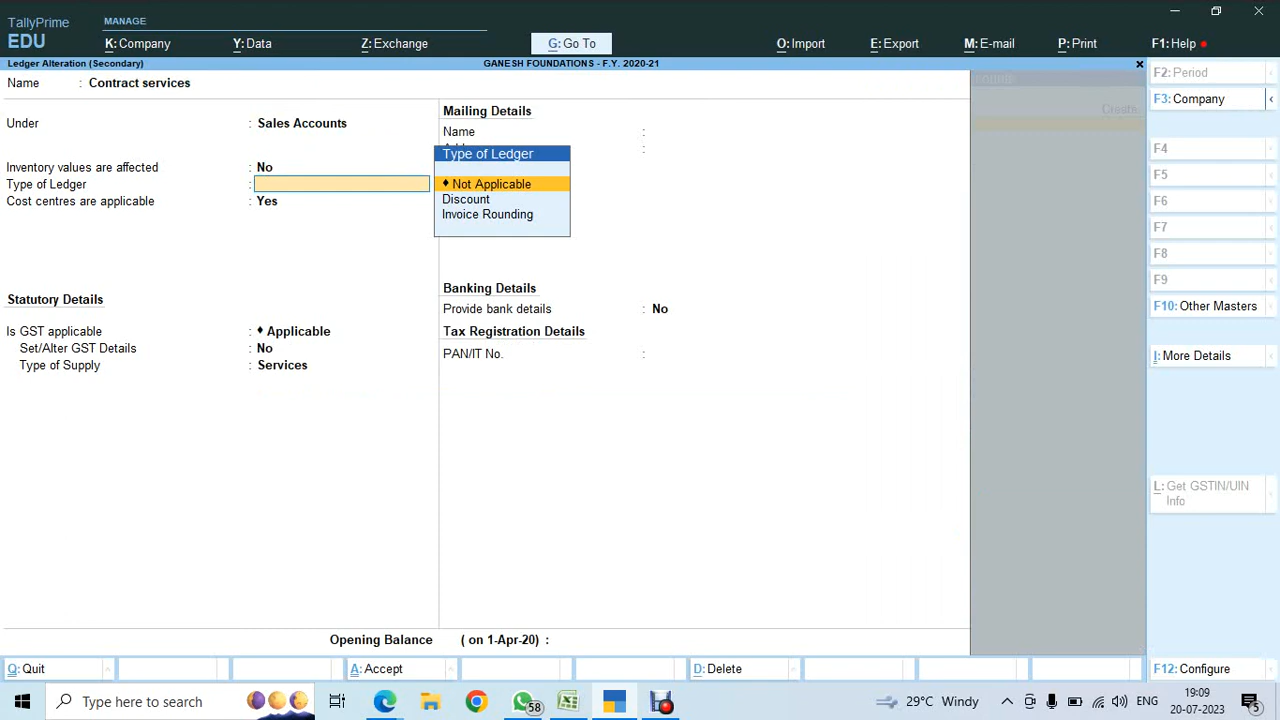 TallyPrime
EDU
MANAGE
K: Company
Y: Data
Z: Exchange
G: Go To
O: Import
E: Export
M: E-mail
P: Print
F1: Help
Ledger Alteration (Secondary)
GANESH FOUNDATIONS - F.Y. 2020-21
×
Name : Contract services
Under : Sales Accounts
Inventory values are affected : No
Type of Ledger :
Cost centres are applicable : Yes
Statutory Details
Is GST applicable : ♦ Applicable
Set/Alter GST Details : No
Type of Supply : Services
Mailing Details
Name :
:
Type of Ledger
♦ Not Applicable
Discount
Invoice Rounding
Banking Details
Provide bank details : No
Tax Registration Details
PAN/IT No. :
Create
Opening Balance ( on 1-Apr-20) :
F2: Period
F3: Company
F4
F5
F6
F7
F8
F9
F10: Other Masters
I: More Details
L: Get GSTIN/UIN
Info
Q: Quit
A: Accept
D: Delete
F12: Configure
Type here to search
58
29°C Windy
ENG
19:09
20-07-2023
5